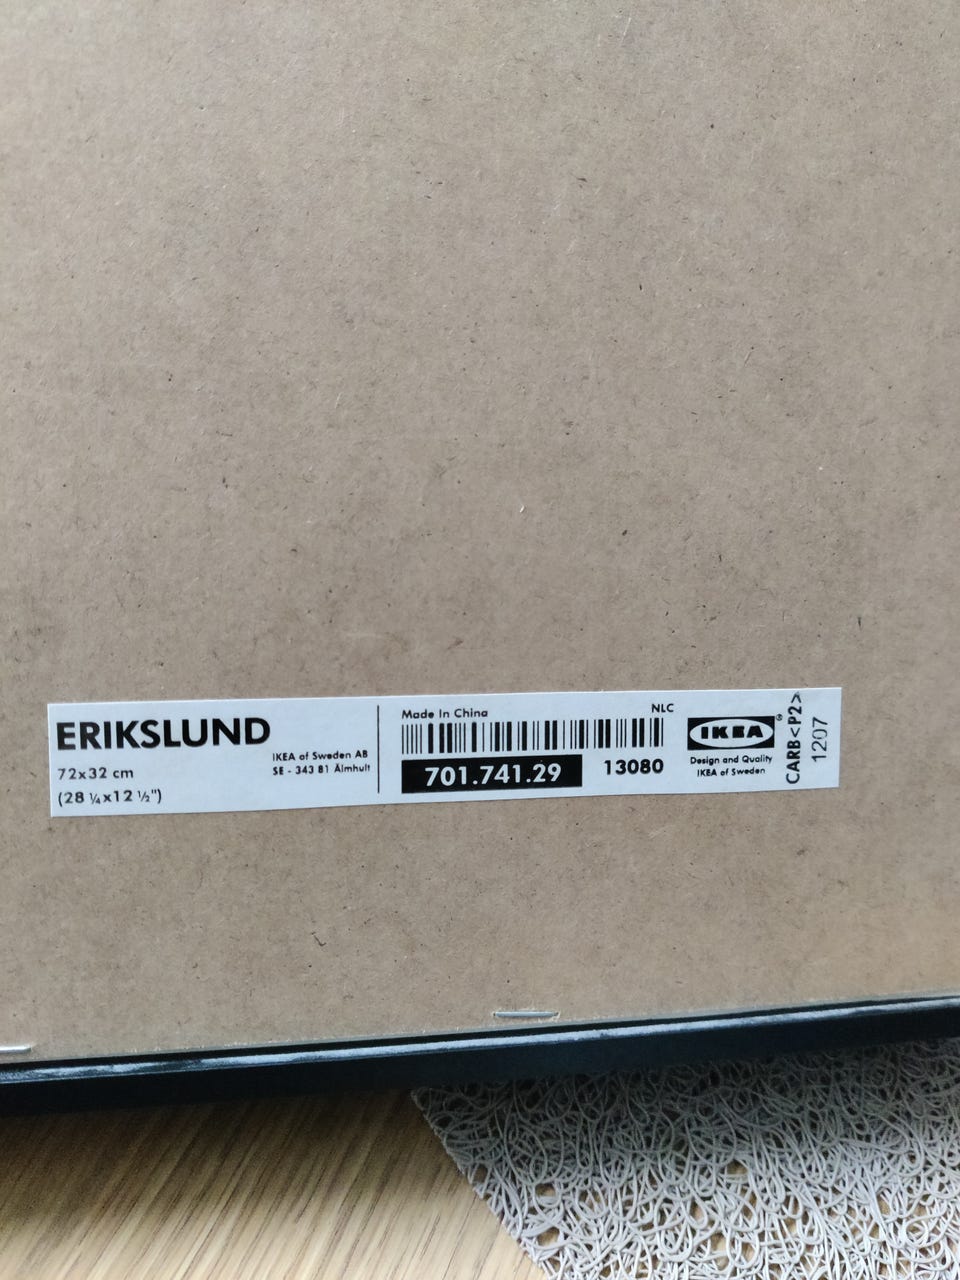 ERIKSLUND
72x32 cm
(28 ¼x12 ½")
IKEA of Sweden AB
SE - 343 81 Älmhult
Made In China
NLC
701.741.29
13080
IKEA®
Design and Quality
IKEA of Sweden
CARB<P2>
1207